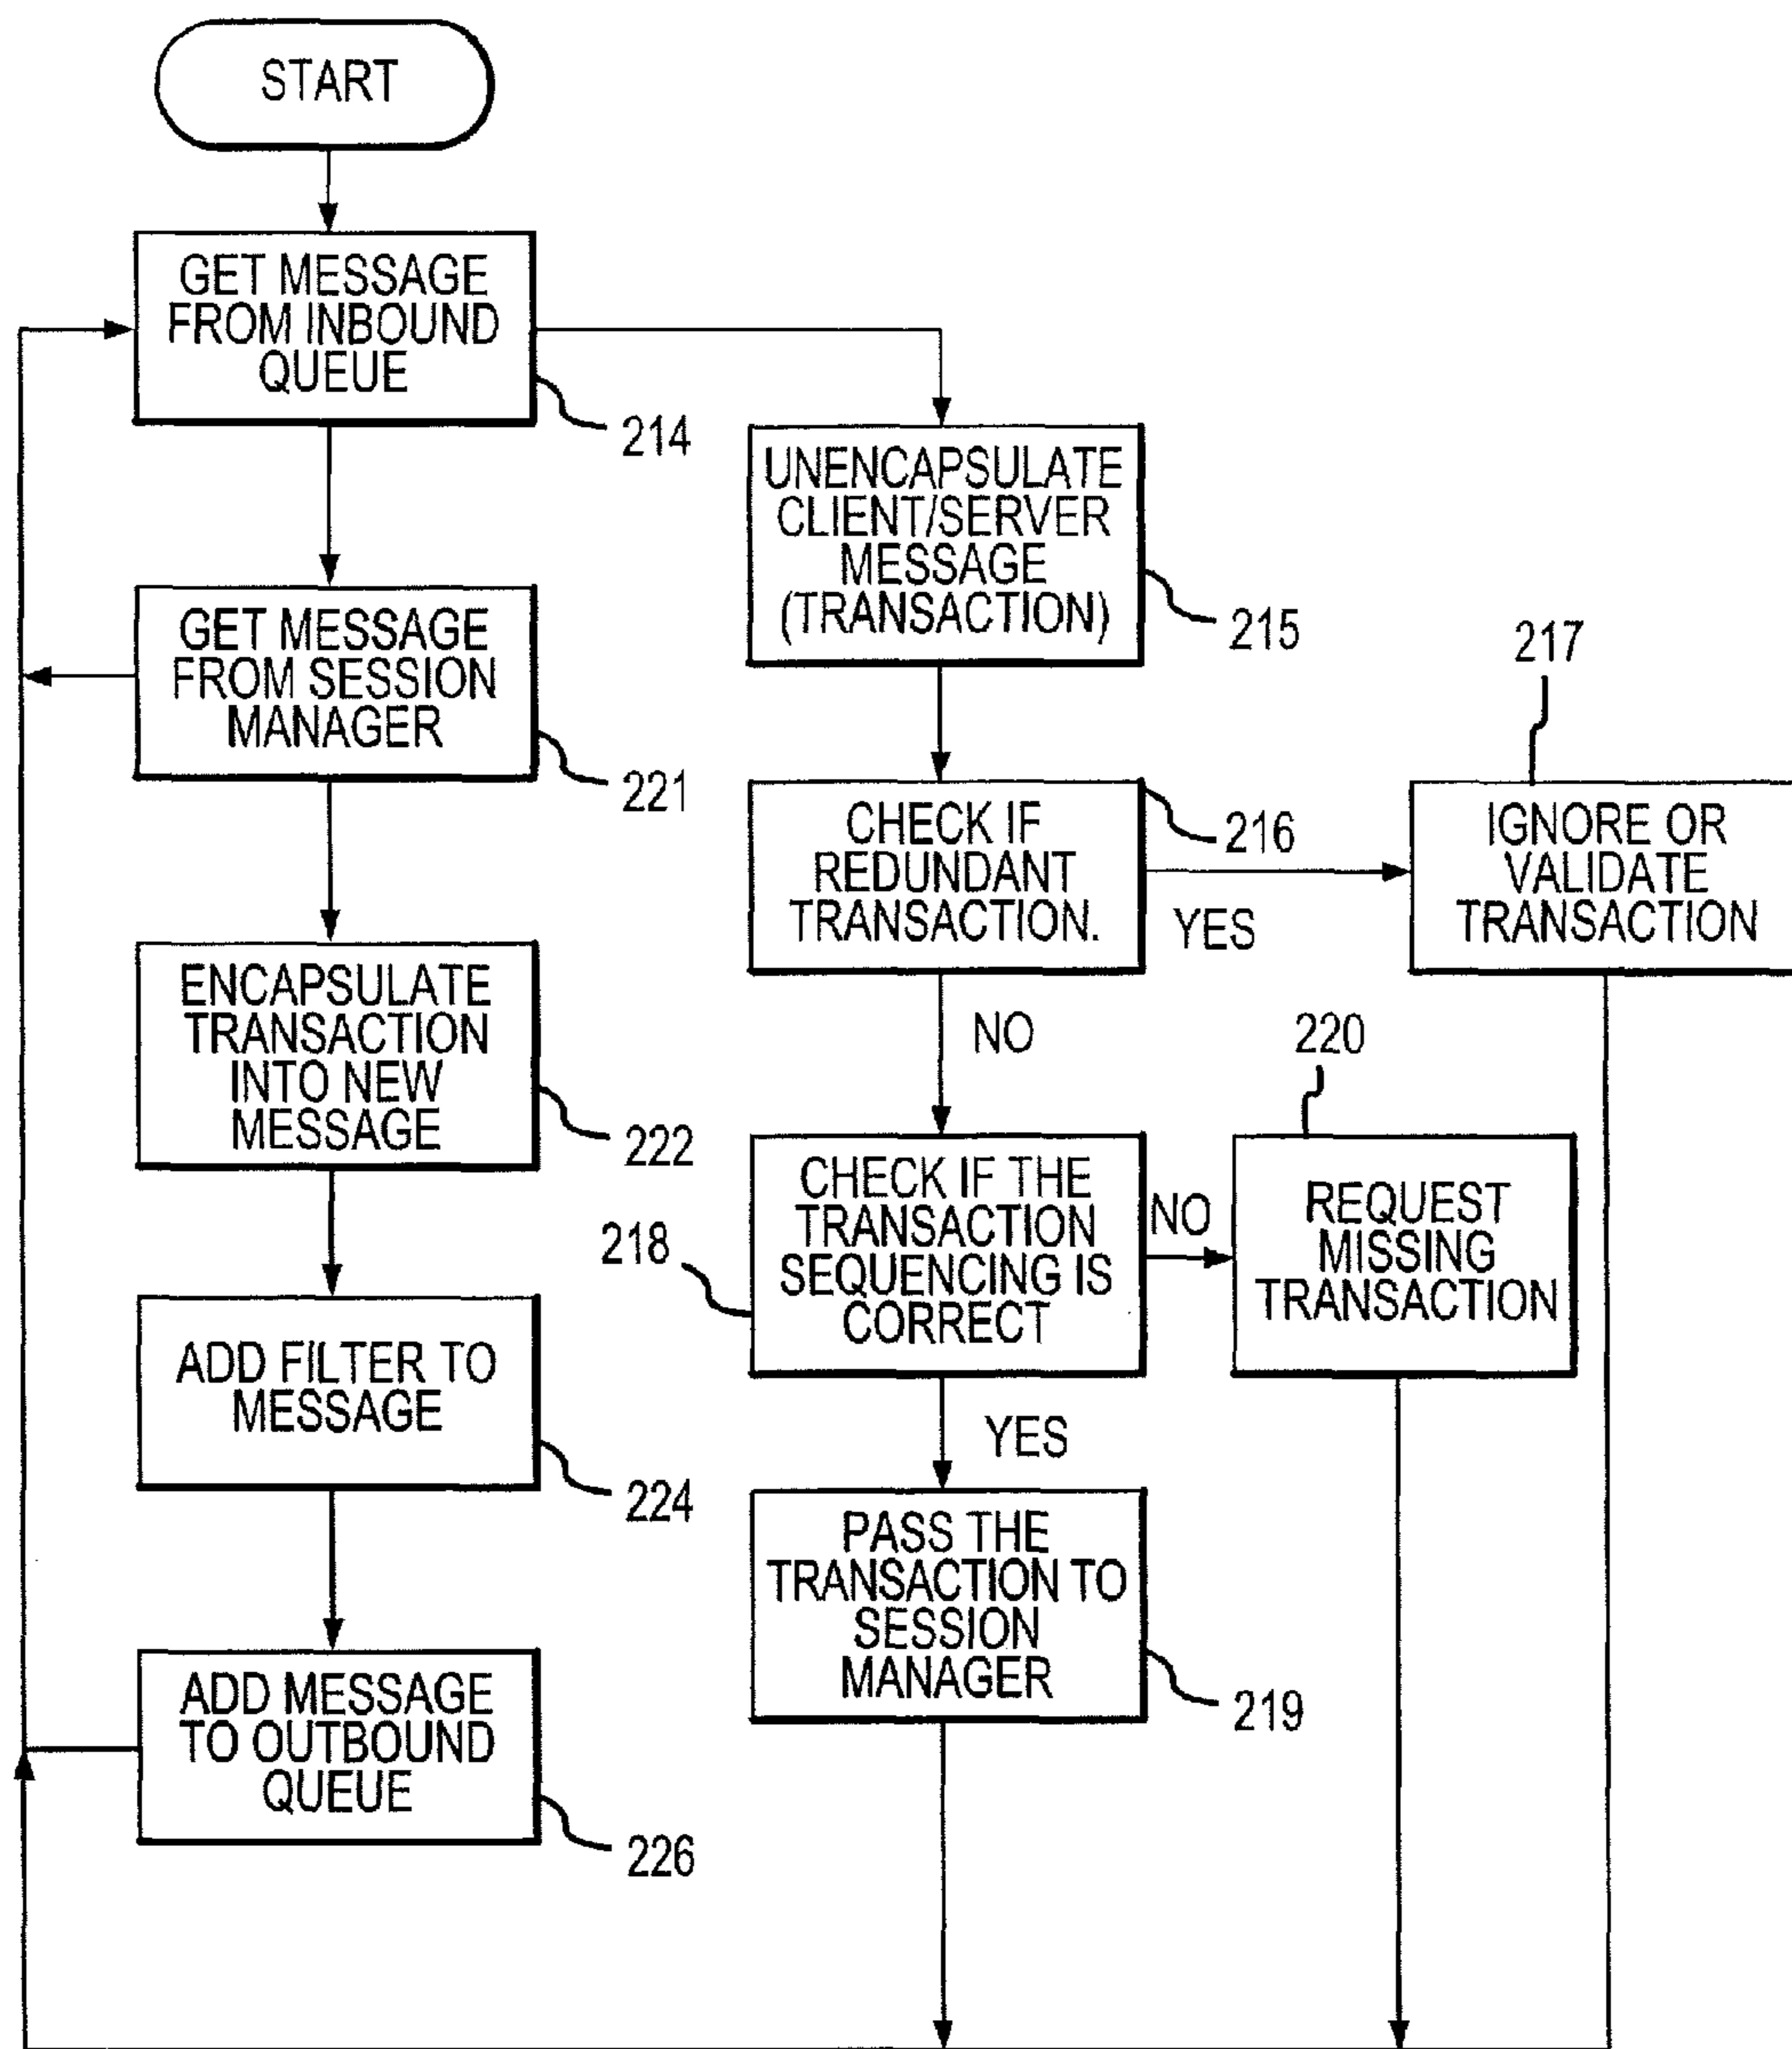 START
GET MESSAGE
FROM INBOUND
QUEUE
214
UNENCAPSULATE
CLIENT/SERVER
MESSAGE
(TRANSACTION)
215
GET MESSAGE
FROM SESSION
MANAGER
221
217
CHECK IF
REDUNDANT
TRANSACTION.
216
YES
IGNORE OR
VALIDATE
TRANSACTION
NO
ENCAPSULATE
TRANSACTION
INTO NEW
MESSAGE
222
220
218
CHECK IF THE
TRANSACTION
SEQUENCING IS
CORRECT
NO
REQUEST
MISSING
TRANSACTION
YES
ADD FILTER TO
MESSAGE
224
PASS THE
TRANSACTION TO
SESSION
MANAGER
219
ADD MESSAGE
TO OUTBOUND
QUEUE
226